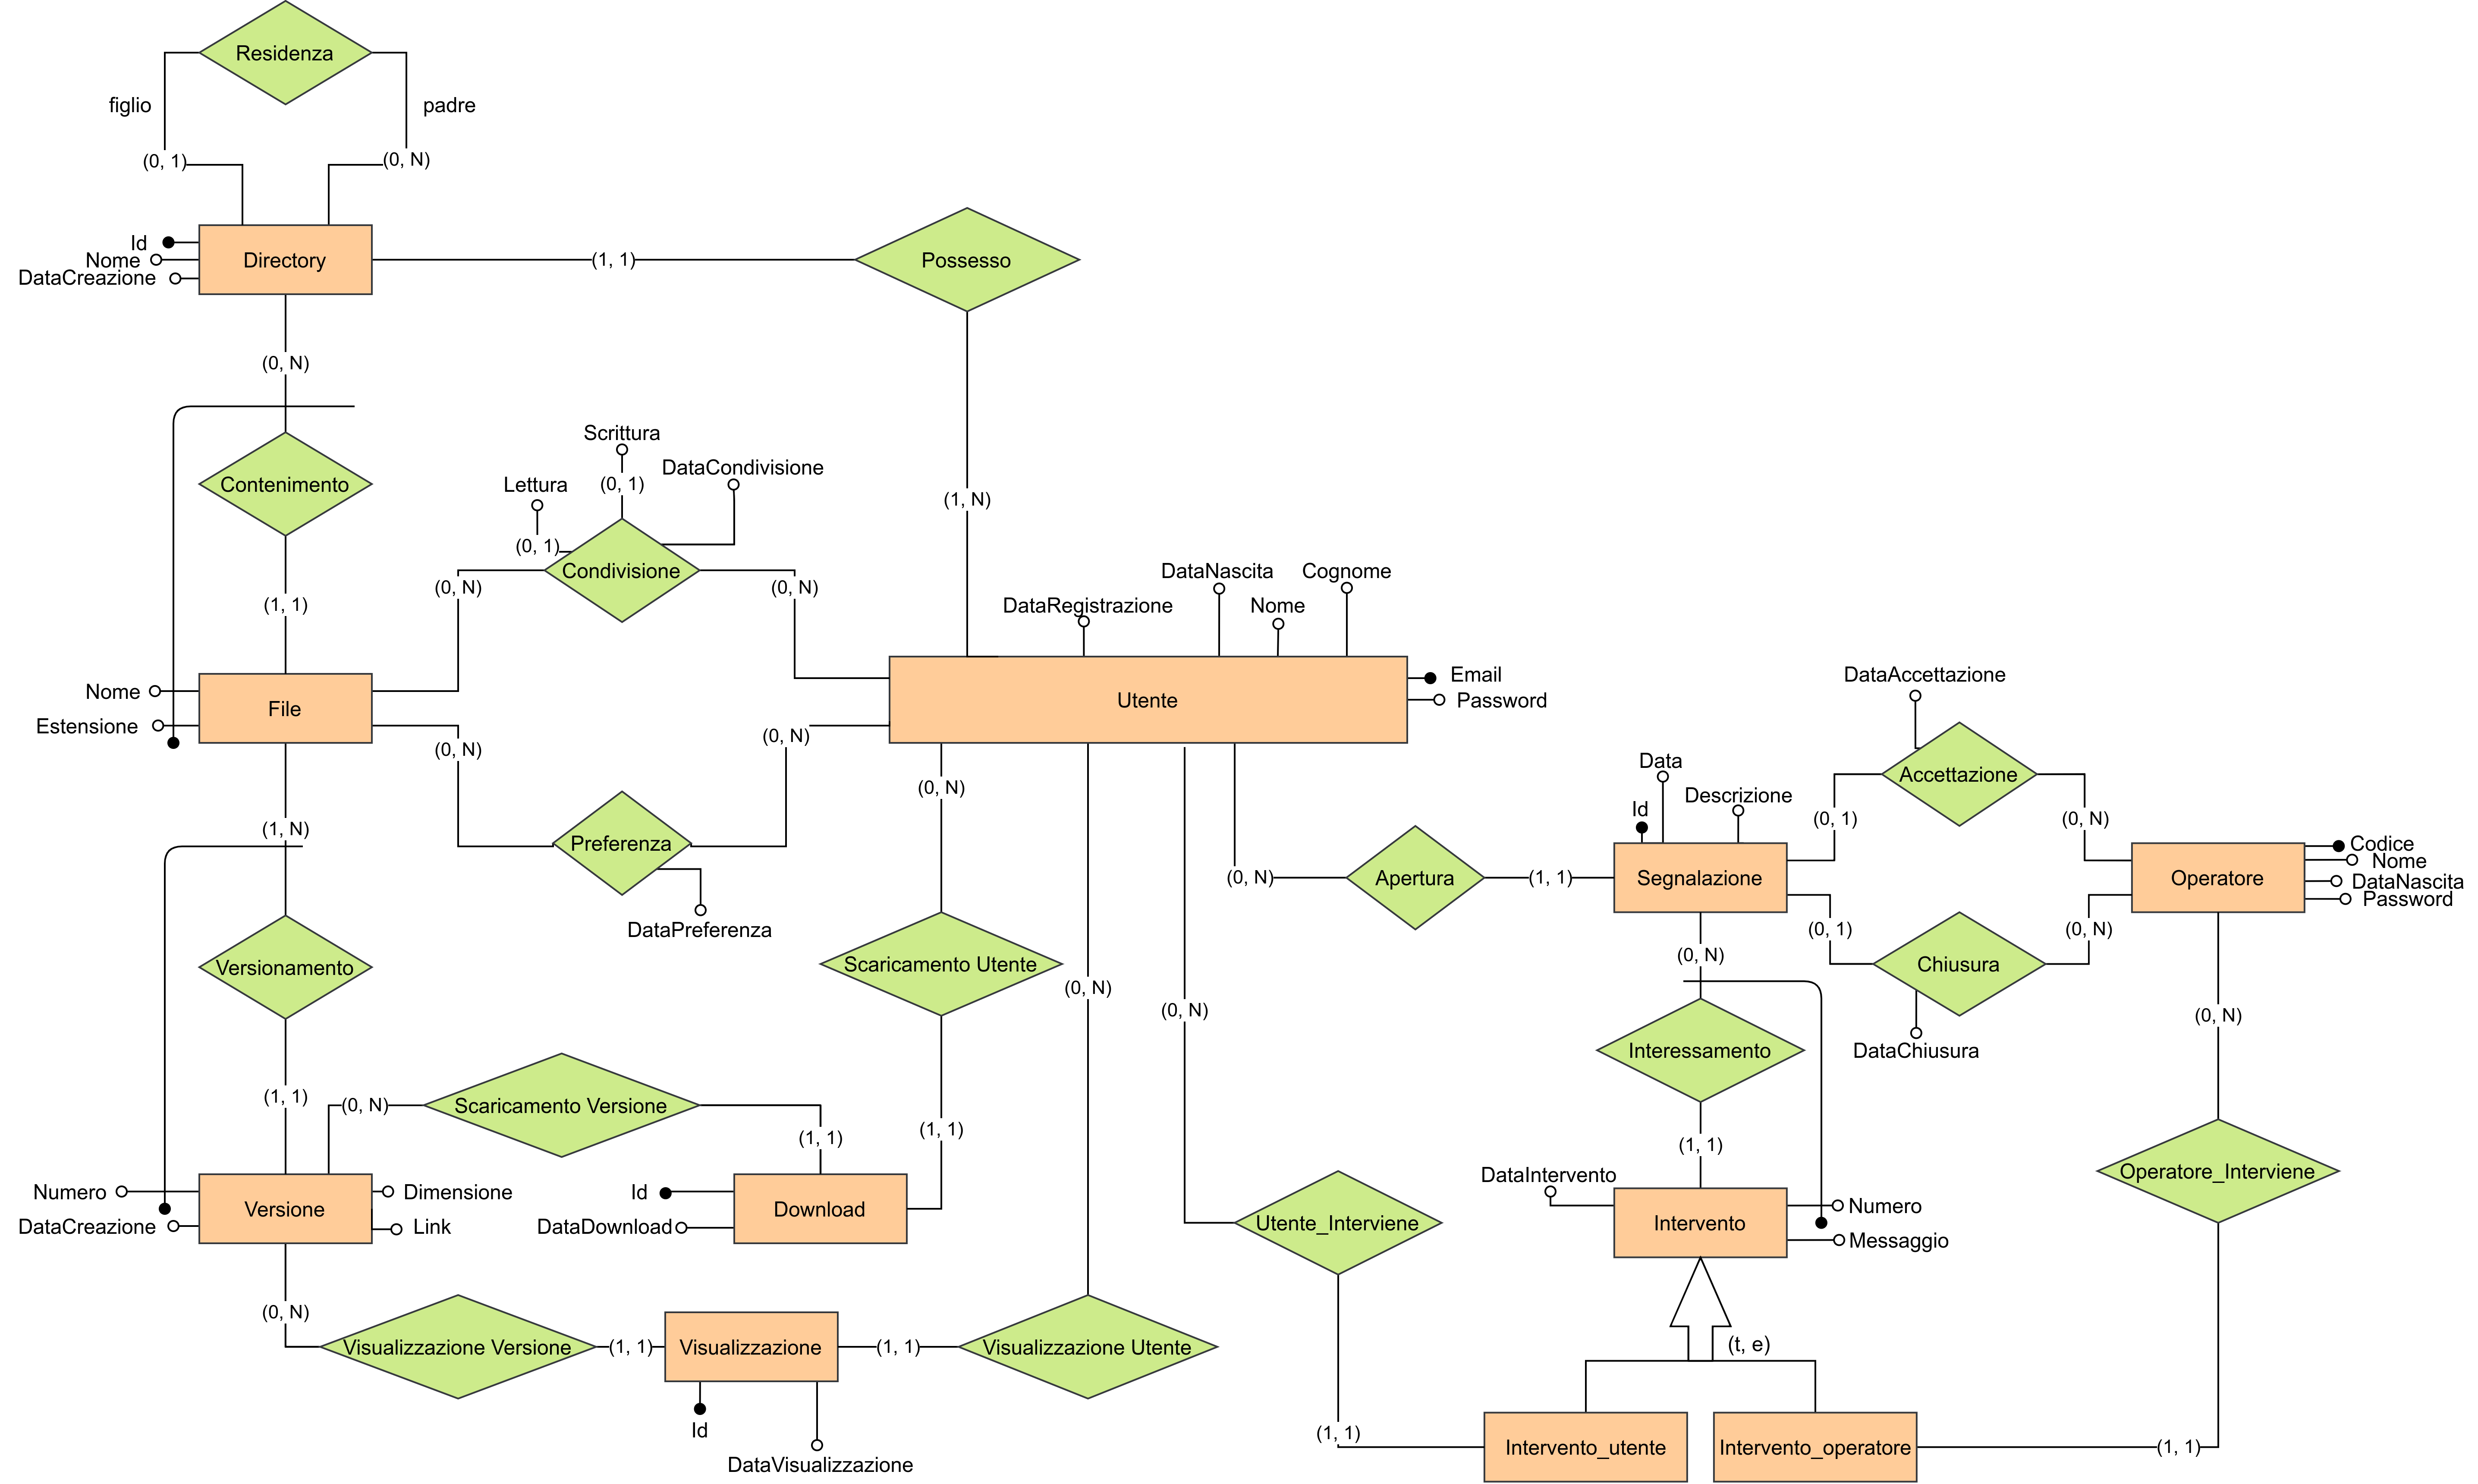 Residenza
figlio
padre
(0, 1)
(0, N)
Id
Nome
DataCreazione
Directory
(1, 1)
Possesso
(0, N)
(1, N)
Contenimento
(1, 1)
Scrittura
(0, 1)
DataCondivisione
Lettura
(0, 1)
Condivisione
(0, N)
(0, N)
DataRegistrazione
DataNascita
Nome
Cognome
Nome
Estensione
File
Utente
Email
Password
(0, N)
(0, N)
Preferenza
DataPreferenza
(1, N)
Versionamento
(1, 1)
(0, N)
Scaricamento Utente
(1, 1)
(0, N)
Scaricamento Versione
(1, 1)
Numero
DataCreazione
Versione
Dimensione
Link
Id
DataDownload
Download
(0, N)
Visualizzazione Versione
(1, 1)
Visualizzazione
(1, 1)
Visualizzazione Utente
(0, N)
Id
DataVisualizzazione
(0, N)
Utente_Interviene
(1, 1)
(0, N)
Apertura
(1, 1)
Data
Id
Descrizione
Segnalazione
DataAccettazione
Accettazione
(0, 1)
(0, N)
Codice
Nome
DataNascita
Password
Operatore
(0, 1)
(0, N)
Chiusura
DataChiusura
(0, N)
Interessamento
(1, 1)
DataIntervento
Intervento
Numero
Messaggio
(0, N)
Operatore_Interviene
(t, e)
Intervento_utente
Intervento_operatore
(1, 1)